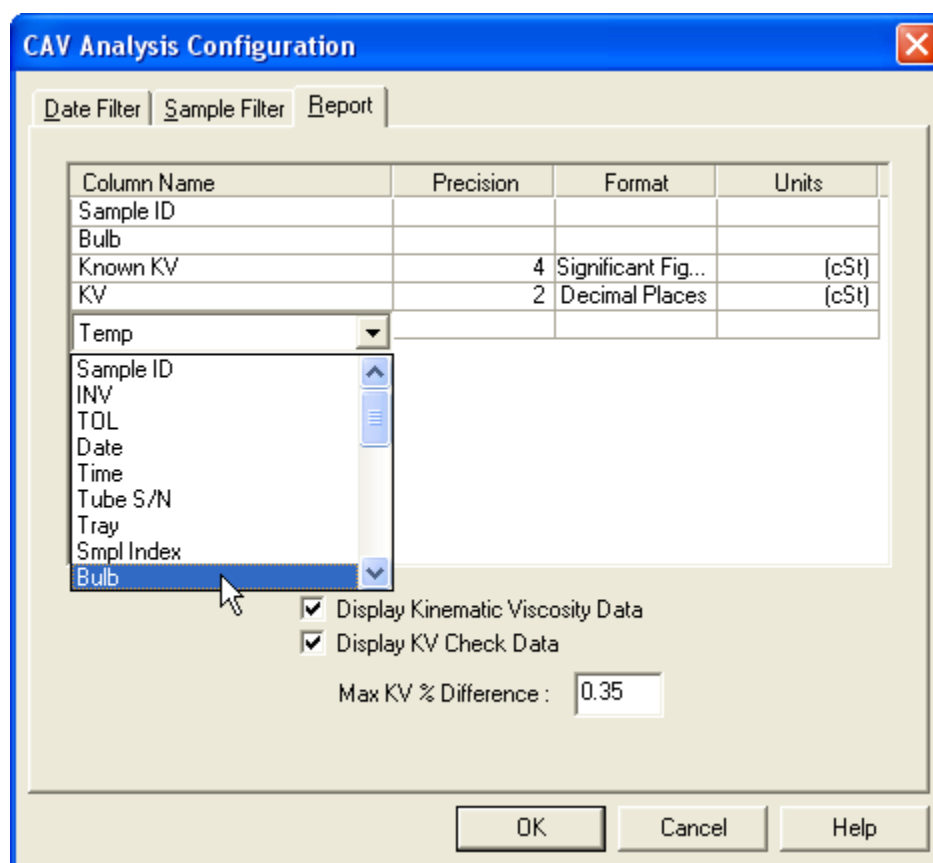 CAV Analysis Configuration
Date Filter Sample Filter Report
Column Name Precision Format Units
Sample ID
Bulb
Known KV 4 Significant Fig... (cSt)
KV 2 Decimal Places (cSt)
Temp
Sample ID
INV
TOL
Date
Time
Tube S/N
Tray
Smpl Index
Bulb
Display Kinematic Viscosity Data
Display KV Check Data
Max KV % Difference : 0.35
OK Cancel Help